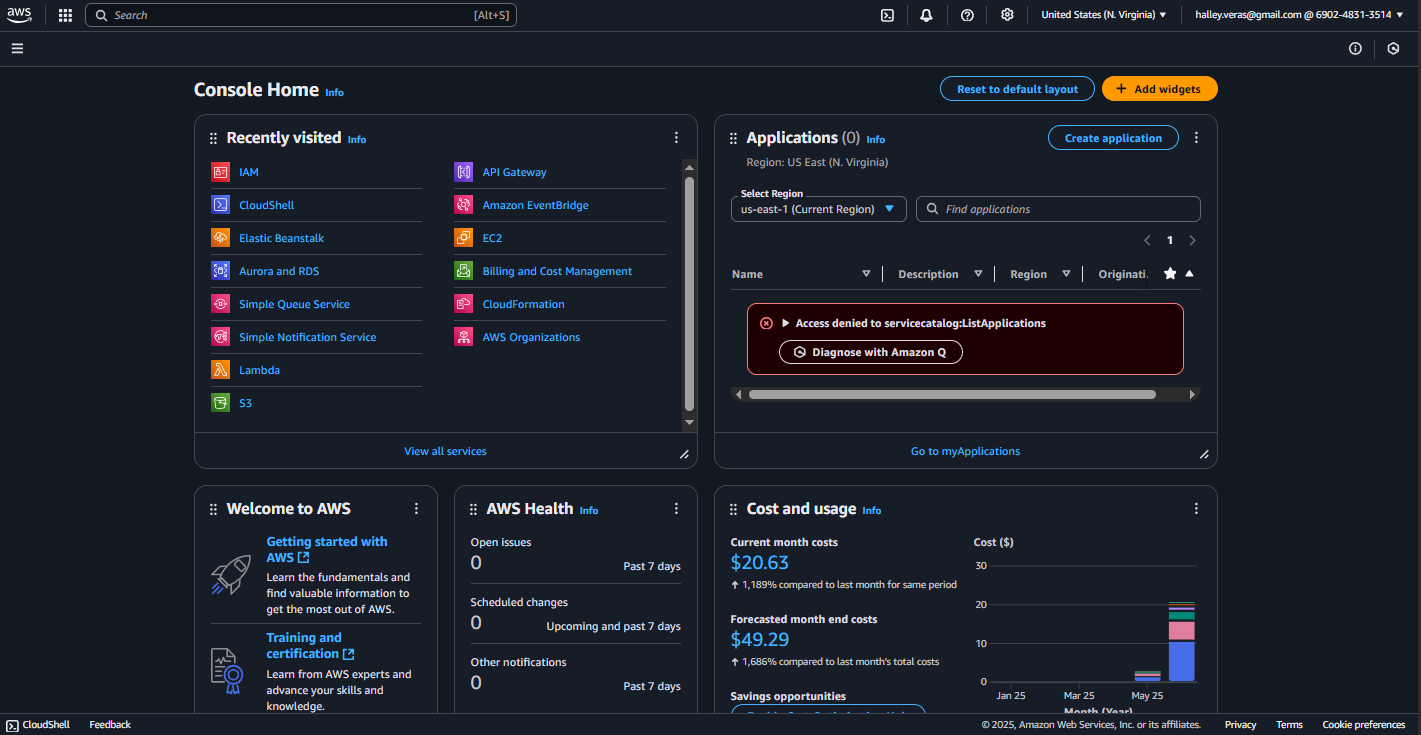 aws
Search [Alt+S]
United States (N. Virginia) ▼
halley.veras@gmail.com @ 6902-4831-3514 ▼
Console Home Info
Reset to default layout
+ Add widgets
Recently visited Info
IAM
CloudShell
Elastic Beanstalk
Aurora and RDS
Simple Queue Service
Simple Notification Service
Lambda
S3
API Gateway
Amazon EventBridge
EC2
Billing and Cost Management
CloudFormation
AWS Organizations
View all services
Applications (0) Info
Create application
Region: US East (N. Virginia)
Select Region
us-east-1 (Current Region)
Find applications
1
Name Description Region Originati.
Access denied to servicecatalog:ListApplications
Diagnose with Amazon Q
Go to myApplications
Welcome to AWS
Getting started with
AWS
Learn the fundamentals and
find valuable information to
get the most out of AWS.
Training and
certification
Learn from AWS experts and
advance your skills and
knowledge.
AWS Health Info
Open issues
0 Past 7 days
Scheduled changes
0 Upcoming and past 7 days
Other notifications
0 Past 7 days
Cost and usage Info
Current month costs
$20.63
↑ 1,189% compared to last month for same period
Forecasted month end costs
$49.29
↑ 1,686% compared to last month's total costs
Savings opportunities
Cost ($)
30
20
10
0
Jan 25 Mar 25 May 25
Month (Year)
CloudShell Feedback
© 2025, Amazon Web Services, Inc. or its affiliates. Privacy Terms Cookie preferences